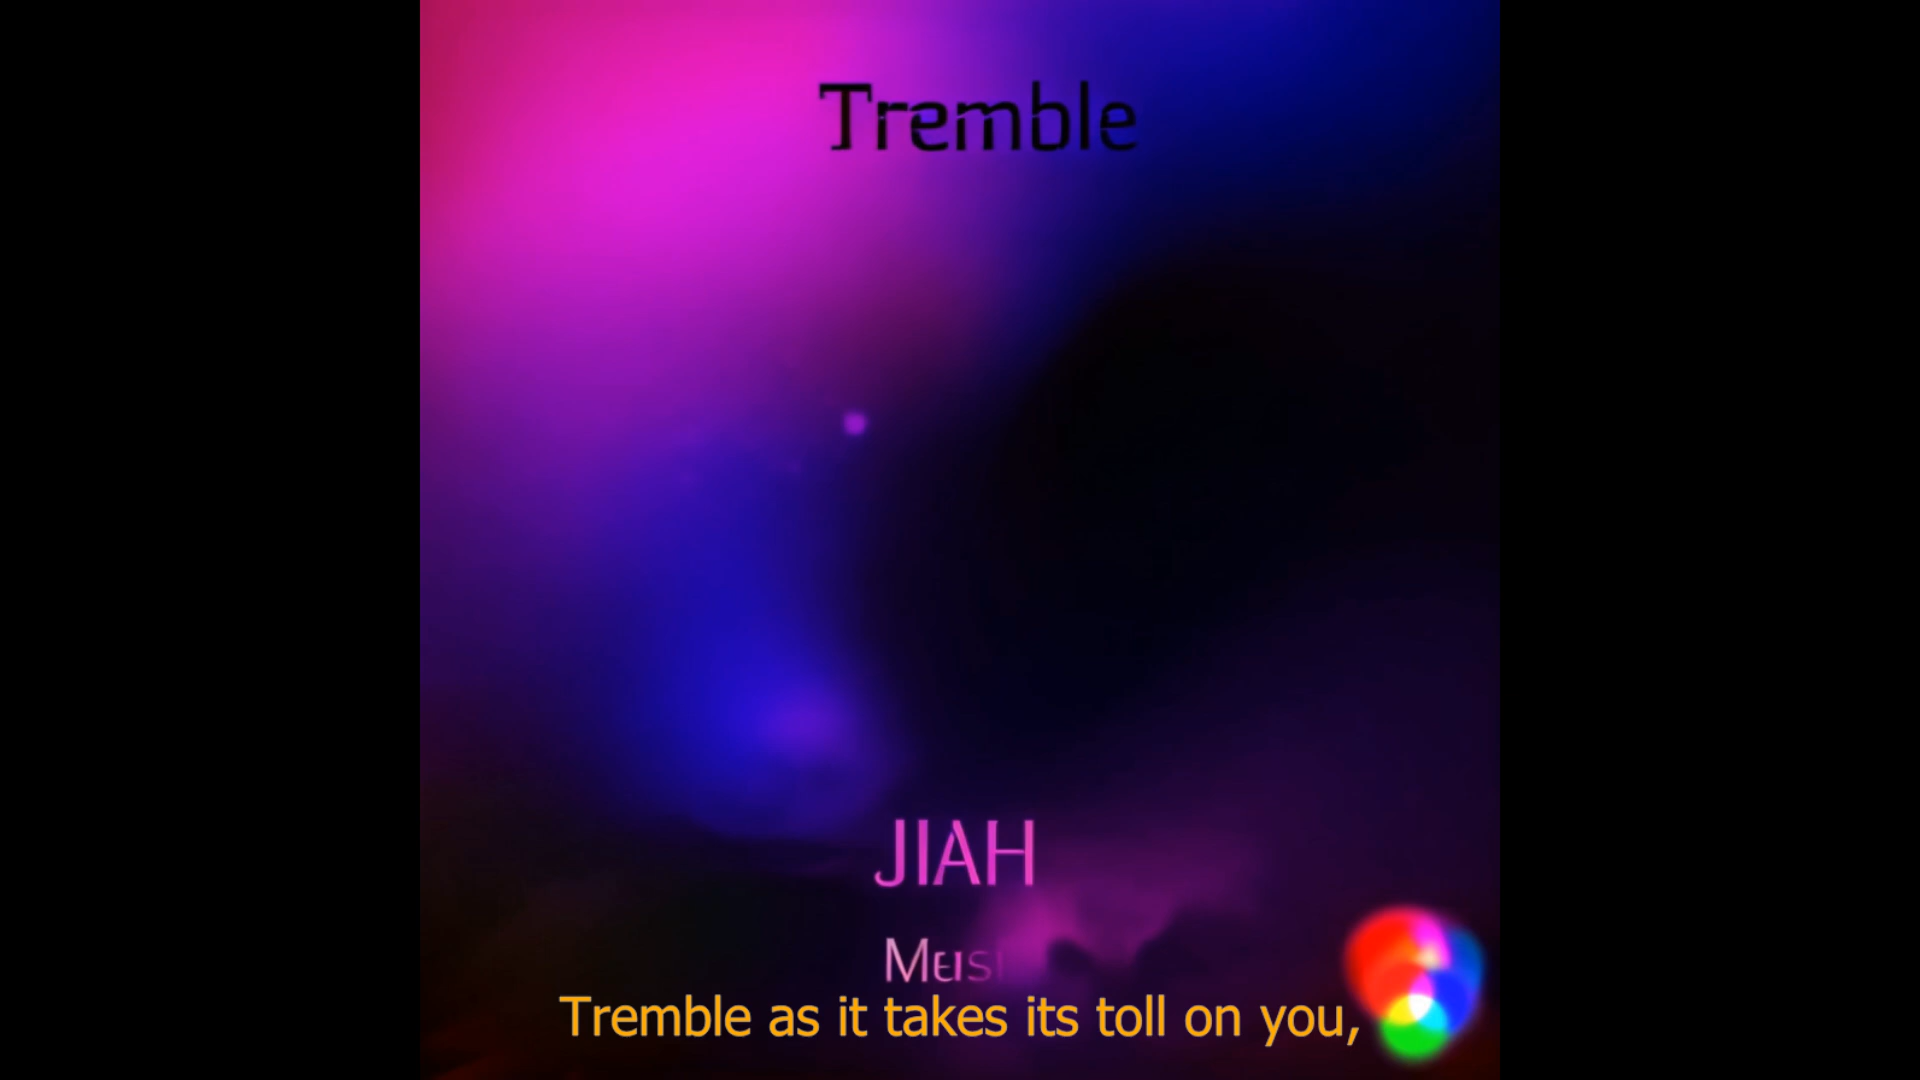 Tremble
JIAH
Tremble as it takes its toll on you,